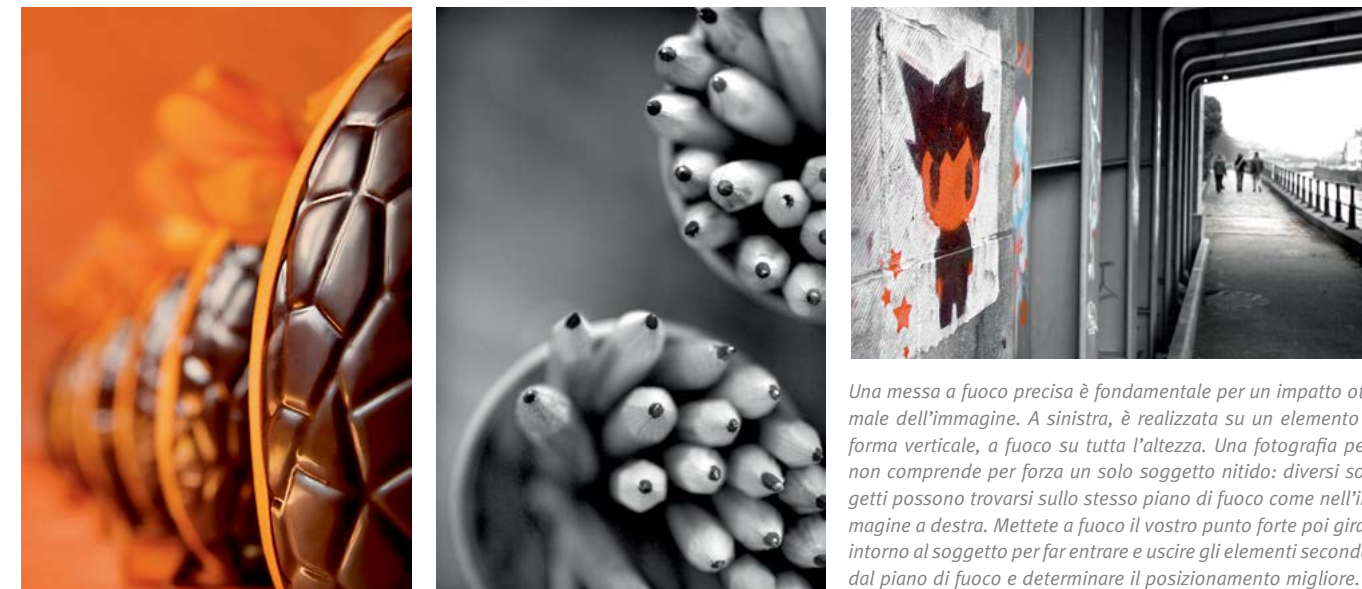 Una messa a fuoco precisa è fondamentale per un impatto
male dell’immagine. A sinistra, è realizzata su un elemento
forma verticale, a fuoco su tutta l’altezza. Una fotografia
non comprende per forza un solo soggetto nitido: diversi
getti possono trovarsi sullo stesso piano di fuoco come
magine a destra. Mettete a fuoco il vostro punto forte poi
intorno al soggetto per far entrare e uscire gli elementi
dal piano di fuoco e determinare il posizionamento migliore.